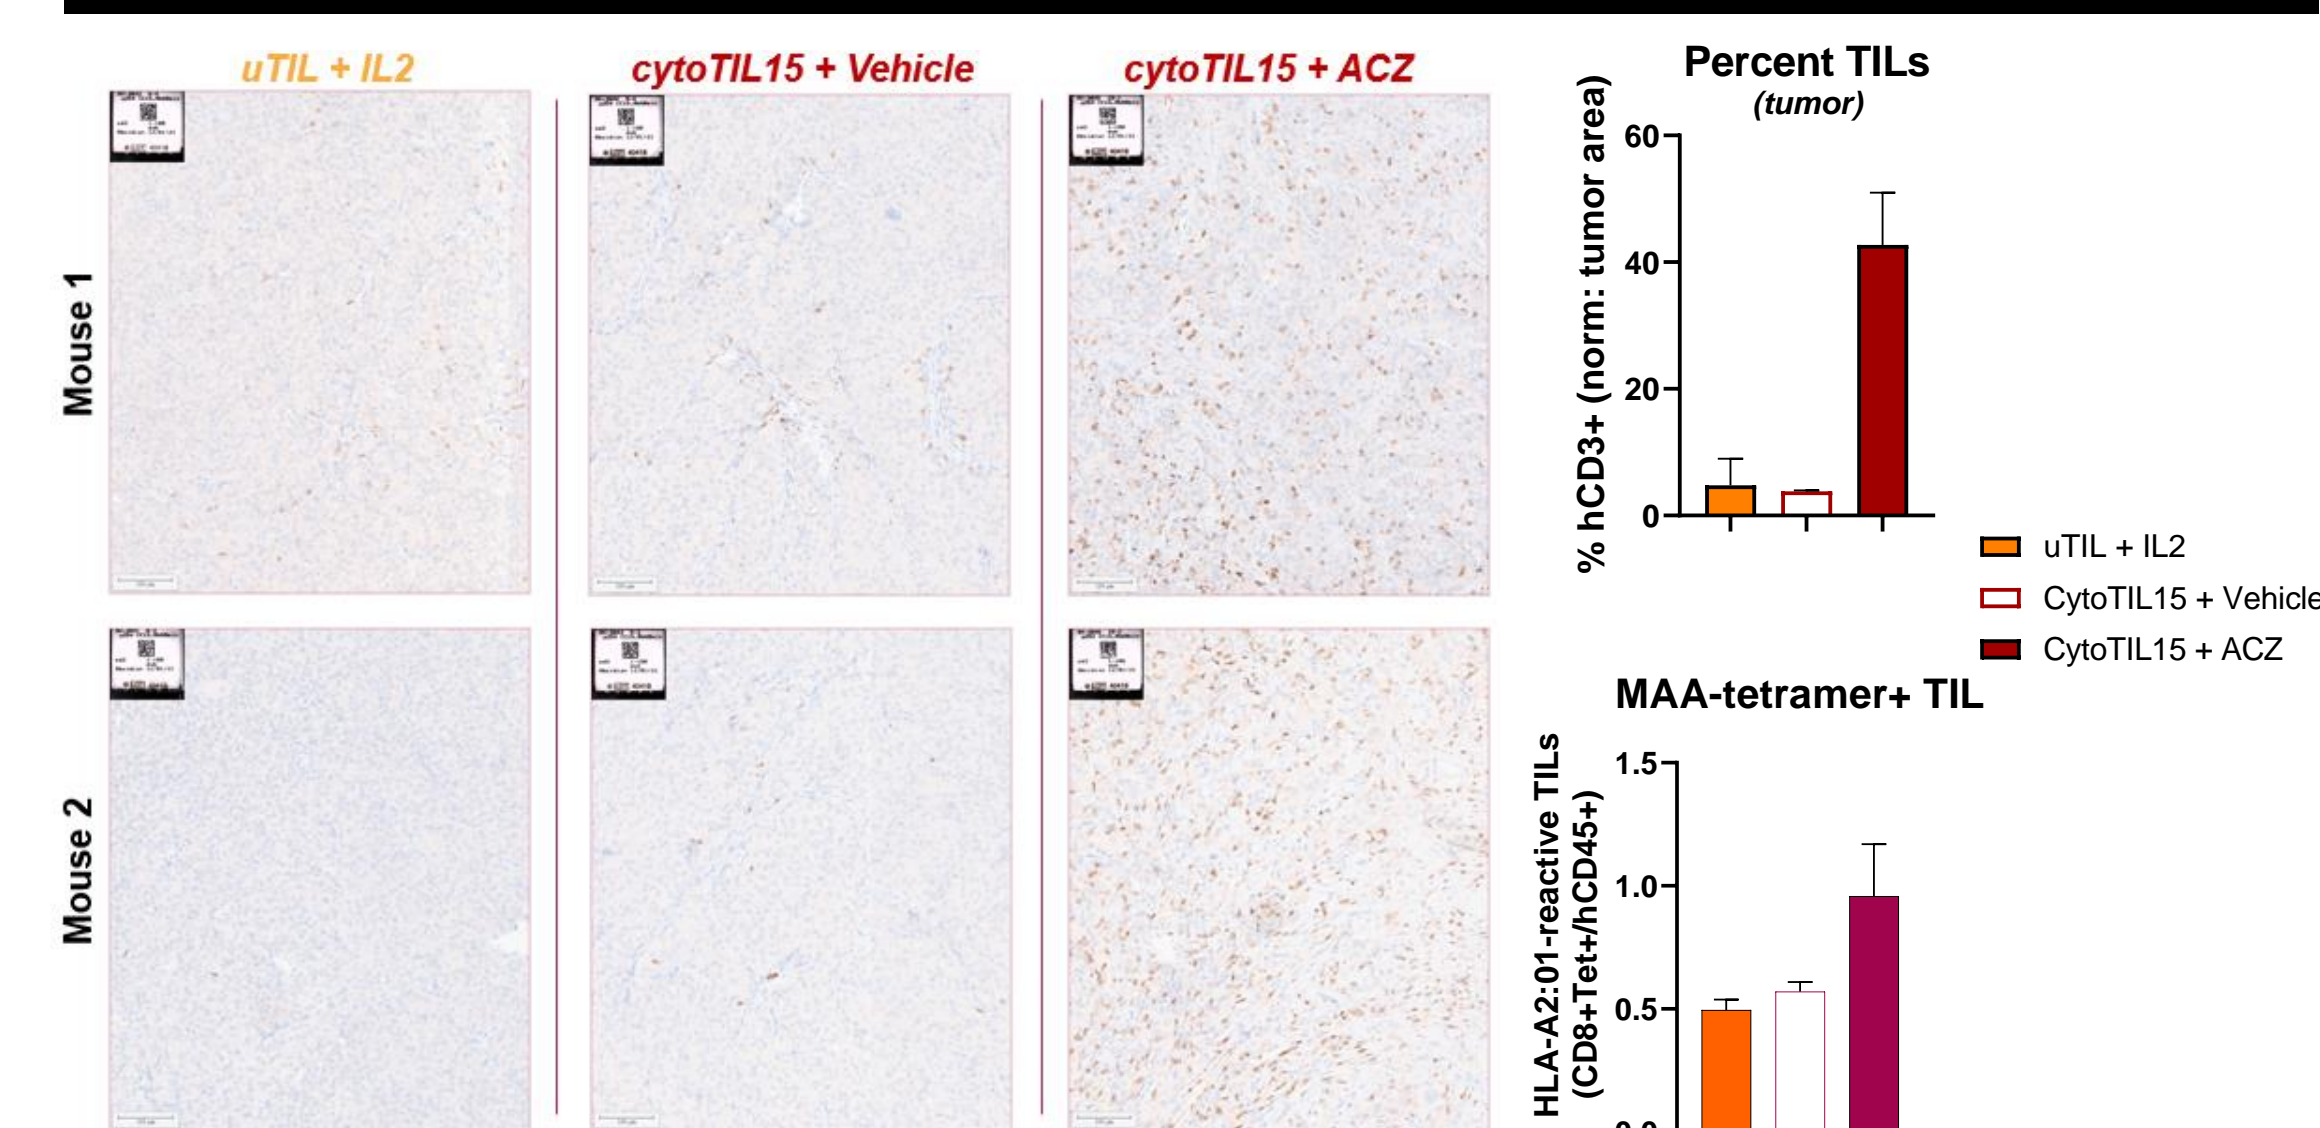 uTIL + IL2
cytoTIL15 + Vehicle
cytoTIL15 + ACZ
Mouse 1
Mouse 2
Percent TILs
(tumor)
% hCD3+ (norm: tumor area)
60
40
20
0
uTIL + IL2
CytoTIL15 + Vehicle
CytoTIL15 + ACZ
MAA-tetramer+ TIL
HLA-A2:01-reactive TILs
(CD8+Tet+/hCD45+)
1.5
1.0
0.5
0.0